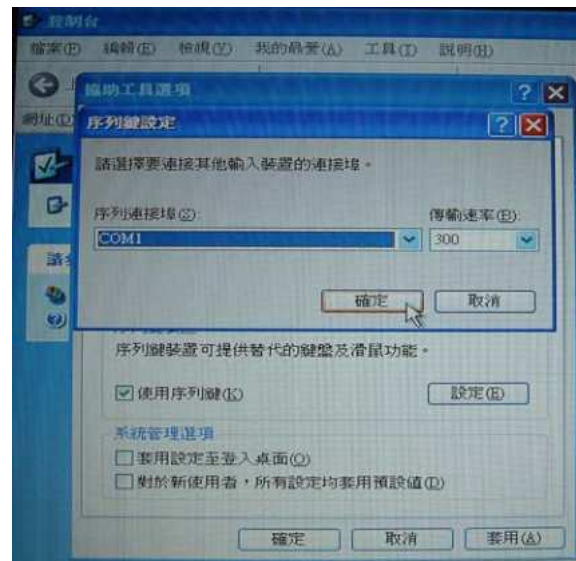 控制台
檔案(F) 編輯(E) 檢視(V) 我的最愛(A) 工具(T) 說明(H)
協助工具選項
網址(D)
序列鍵設定
請選擇要連接其他輸入裝置的連接埠。
序列連接埠(S): 傳輸速率(B):
COM1 300
確定 取消
序列鍵裝置可提供替代的鍵盤及滑鼠功能。
使用序列鍵(K) 設定(E)
系統管理選項
套用設定至登入桌面(O)
對於新使用者，所有設定均套用預設值(D)
確定 取消 套用(A)